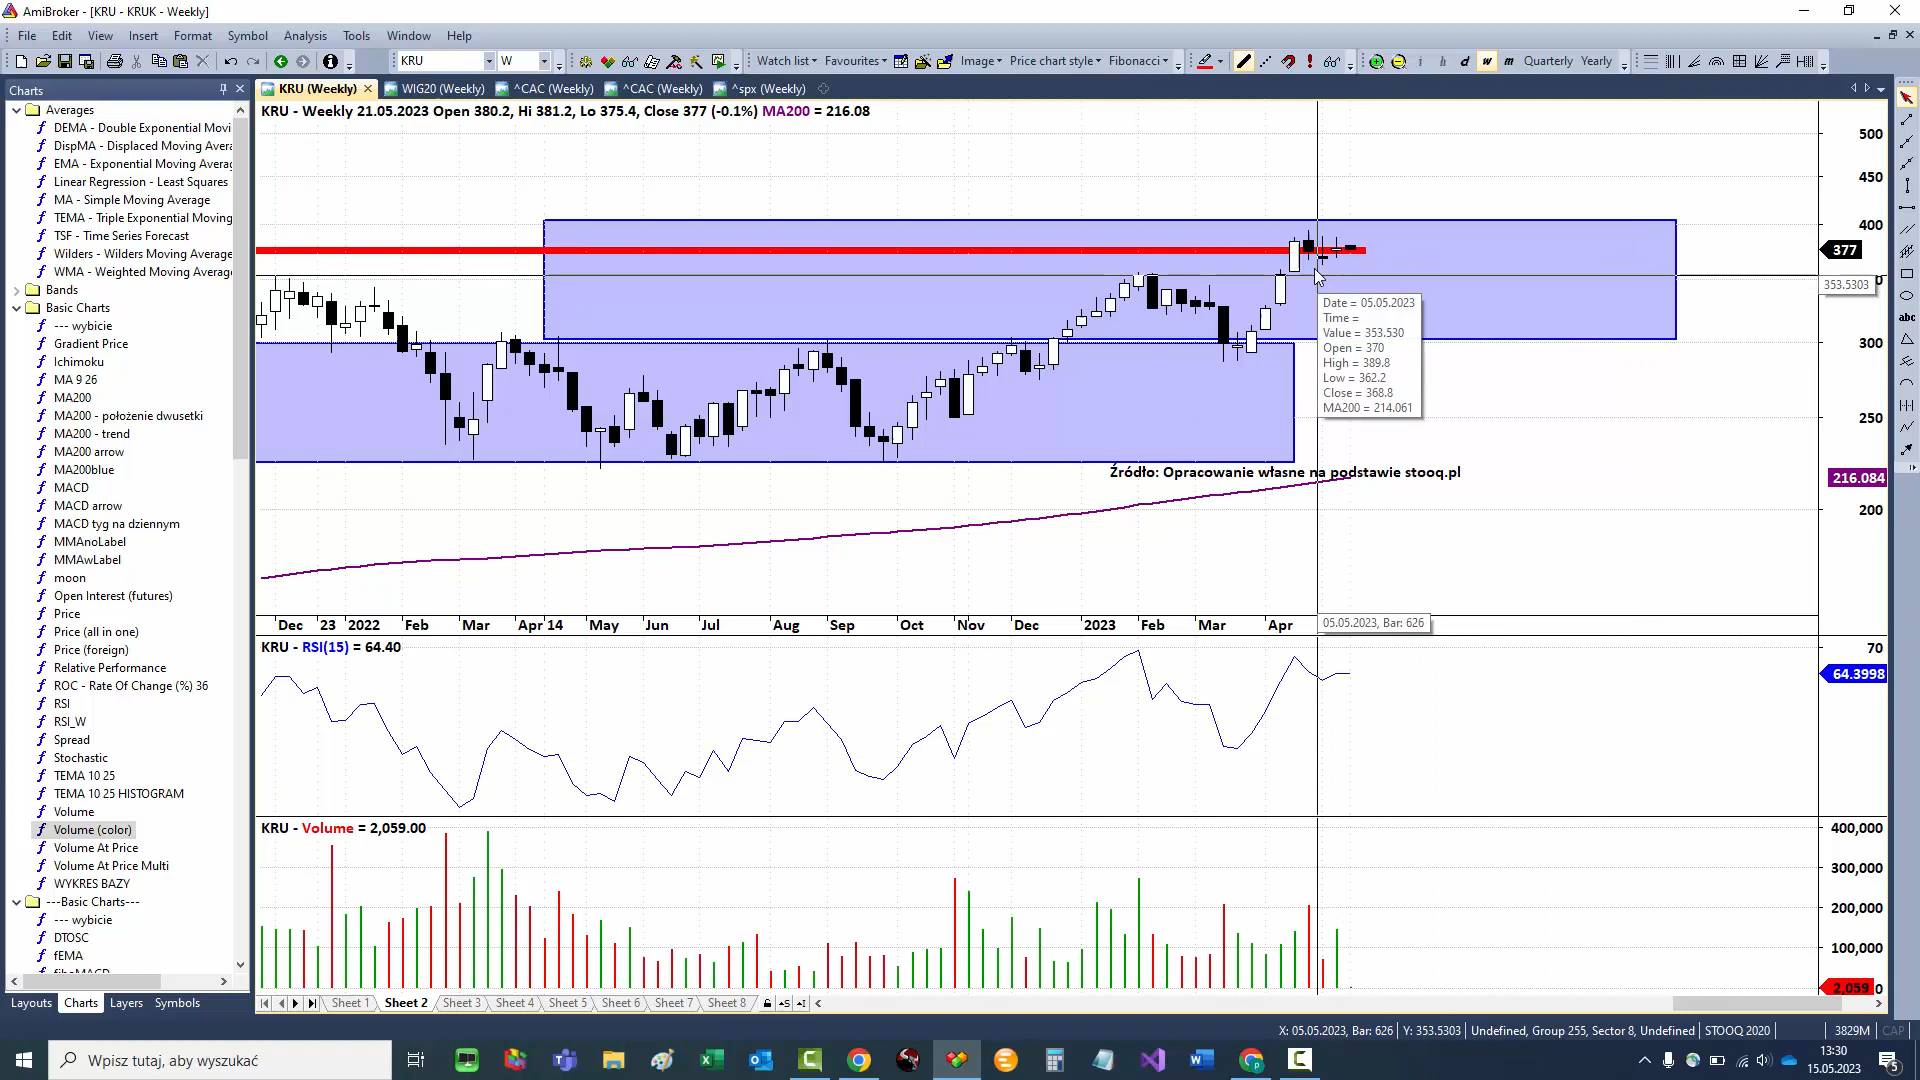 AmiBroker - [KRU - KRUK - Weekly]
File Edit View Insert Format Symbol Analysis Tools Window Help
KRU W Watch list Favourites Image Price chart style Fibonacci i h d w m Quarterly Yearly
Charts
KRU (Weekly) WIG20 (Weekly) ^CAC (Weekly) ^CAC (Weekly) ^spx (Weekly)
KRU - Weekly 21.05.2023 Open 380.2, Hi 381.2, Lo 375.4, Close 377 (-0.1%) MA200 = 216.08
Averages
DEMA - Double Exponential Movi
DispMA - Displaced Moving Avera
EMA - Exponential Moving Averag
Linear Regression - Least Squares
MA - Simple Moving Average
TEMA - Triple Exponential Moving
TSF - Time Series Forecast
Wilders - Wilders Moving Average
WMA - Weighted Moving Average
Bands
Basic Charts
--- wybicie
Gradient Price
Ichimoku
MA 9 26
MA200
MA200 - położenie dwusetki
MA200 - trend
MA200 arrow
MA200blue
MACD
MACD arrow
MACD tyg na dziennym
MMAnoLabel
MMAwLabel
moon
Open Interest (futures)
Price
Price (all in one)
Price (foreign)
Relative Performance
ROC - Rate Of Change (%) 36
RSI
RSI_W
Spread
Stochastic
TEMA 10 25
TEMA 10 25 HISTOGRAM
Volume
Volume (color)
Volume At Price
Volume At Price Multi
WYKRES BAZY
---Basic Charts---
--- wybicie
DTOSC
fEMA
Layouts Charts Layers Symbols
500
450
400
377
353.5303
300
250
216.084
200
Date = 05.05.2023
Time =
Value = 353.530
Open = 370
High = 389.8
Low = 362.2
Close = 368.8
MA200 = 214.061
Źródło: Opracowanie własne na podstawie stooq.pl
Dec 23 2022 Feb Mar Apr 14 May Jun Jul Aug Sep Oct Nov Dec 2023 Feb Mar Apr 05.05.2023, Bar: 626
KRU - RSI(15) = 64.40
70
64.3998
KRU - Volume = 2,059.00
400,000
300,000
200,000
100,000
2,059 0
Sheet 1 Sheet 2 Sheet 3 Sheet 4 Sheet 5 Sheet 6 Sheet 7 Sheet 8
X: 05.05.2023, Bar: 626 Y: 353.5303 Undefined, Group 255, Sector 8, Undefined STOOQ 2020 3829M CAP
Wpisz tutaj, aby wyszukać
13:30
15.05.2023
5
abc